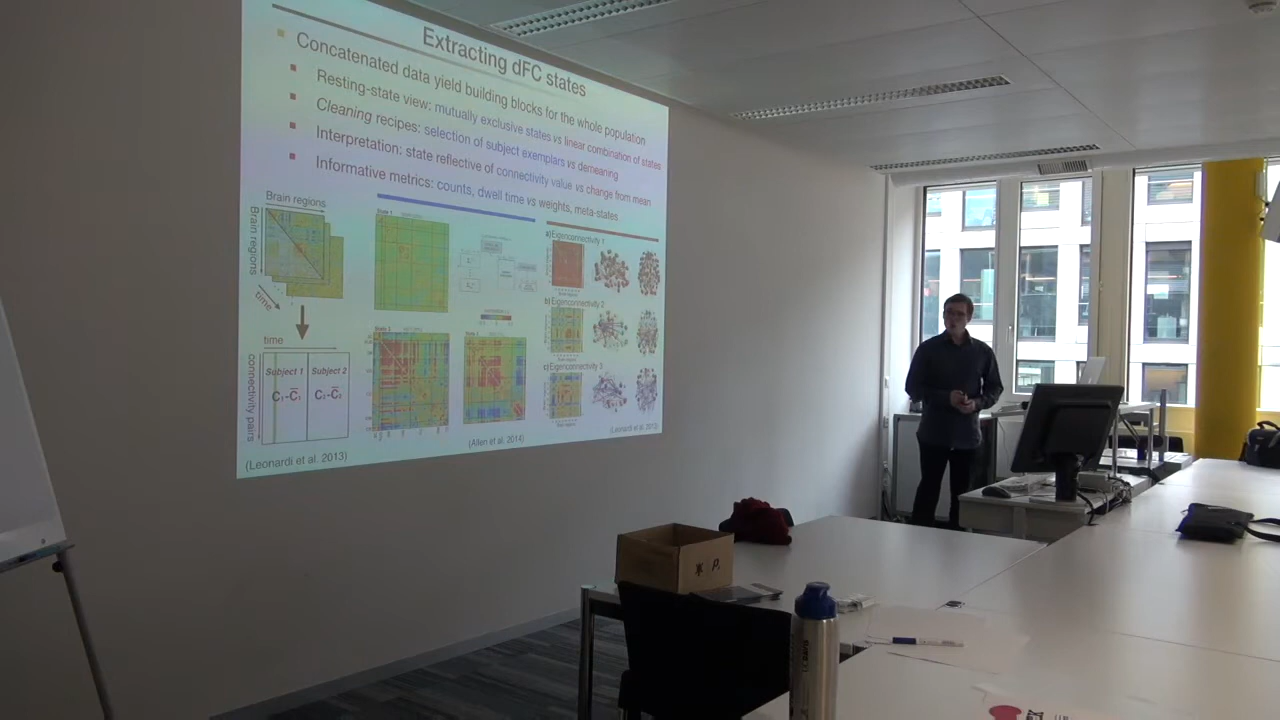 Extracting dFC states
Concatenated data yield building blocks for the whole population
Resting-state view: mutually exclusive states vs linear combination of states
Cleaning recipes: selection of subject exemplars vs demeaning
Interpretation: state reflective of connectivity value vs change from mean
Informative metrics: counts, dwell time vs weights, meta-states
Brain regions
Brain regions
time
time
connectivity pairs
Subject 1
Subject 2
(Leonardi et al. 2013)
State 1
(Allen et al. 2014)
a) Eigenconnectivity 1
b) Eigenconnectivity 2
c) Eigenconnectivity 3
(Leonardi et al. 2013)
P.